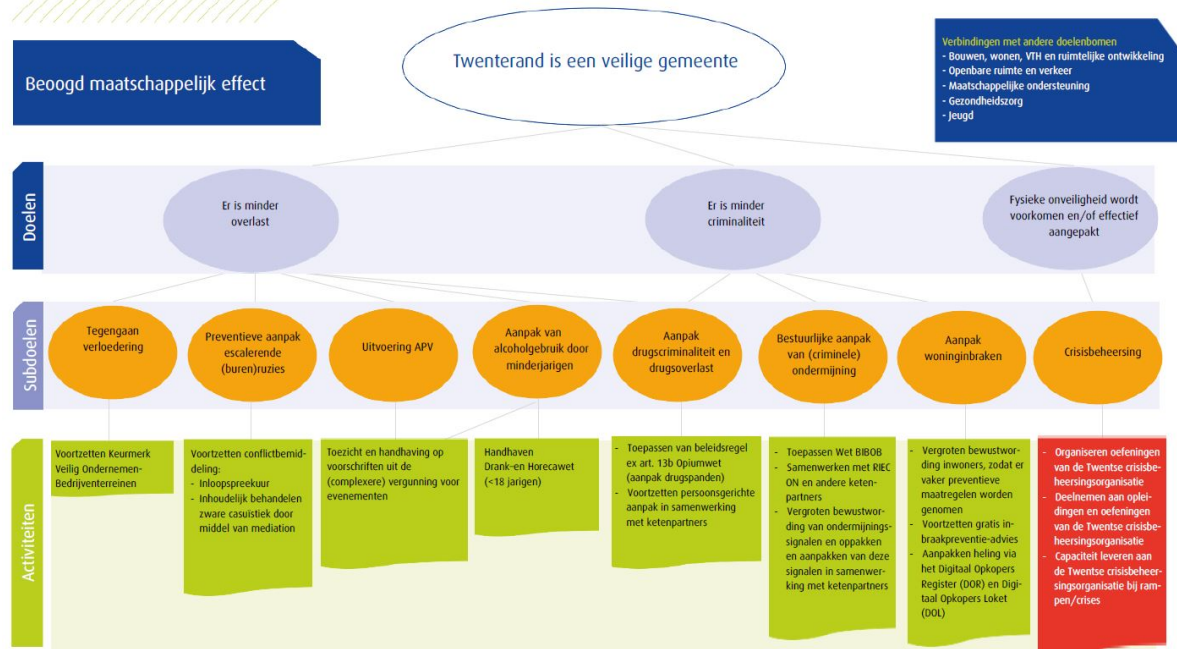 Beoogd maatschappelijk effect
Twenterand is een veilige gemeente
Verbindingen met andere doelenbomen
- Bouwen, wonen, VTH en ruimtelijke ontwikkeling
- Openbare ruimte en verkeer
- Maatschappelijke ondersteuning
- Gezondheidszorg
- Jeugd
Doelen
Er is minder
overlast
Er is minder
criminaliteit
Fysieke onveiligheid wordt
voorkomen en/of effectief
aangepakt
Subdoelen
Tegengaan
verloedering
Preventieve aanpak
escalerende
(buren)ruzies
Uitvoering APV
Aanpak van
alcoholgebruik door
minderjarigen
Aanpak
drugscriminaliteit en
drugsoverlast
Bestuurlijke aanpak
van (criminele)
ondermijning
Aanpak
woninginbraken
Crisisbeheersing
Activiteiten
Voortzetten Keurmerk
Veilig Ondernemen-
Bedrijventerreinen
Voortzetten conflictbemid-
deling:
- Inloopspreekuur
- Inhoudelijk behandelen
zware casuïstiek door
middel van mediation
Toezicht en handhaving op
voorschriften uit de
(complexere) vergunning voor
evenementen
Handhaven
Drank-en Horecawet
(<18 jarigen)
- Toepassen van beleidsregel
ex art. 13b Opiumwet
(aanpak drugspanden)
- Voortzetten persoonsgerichte
aanpak in samenwerking
met ketenpartners
- Toepassen Wet BIBOB
- Samenwerken met RIEC
ON en andere keten-
partners
- Vergroten bewustwor-
ding van ondermijnings-
signalen en oppakken
en aanpakken van deze
signalen in samenwer-
king met ketenpartners
- Vergroten bewustwor-
ding inwoners, zodat er
vaker preventieve
maatregelen worden
genomen
- Voortzetten gratis in-
braakpreventie-advies
- Aanpakken heling via
het Digitaal Opkopers
Register (DOR) en Digi-
taal Opkopers Loket
(DOL)
- Organiseren oefeningen
van de Twentse crisisbe-
heersingsorganisatie
- Deelnemen aan oplei-
dingen en oefeningen
van de Twentse crisisbe-
heersingsorganisatie
- Capaciteit leveren aan
de Twentse crisisbeheer-
singsorganisatie bij ram-
pen/crises